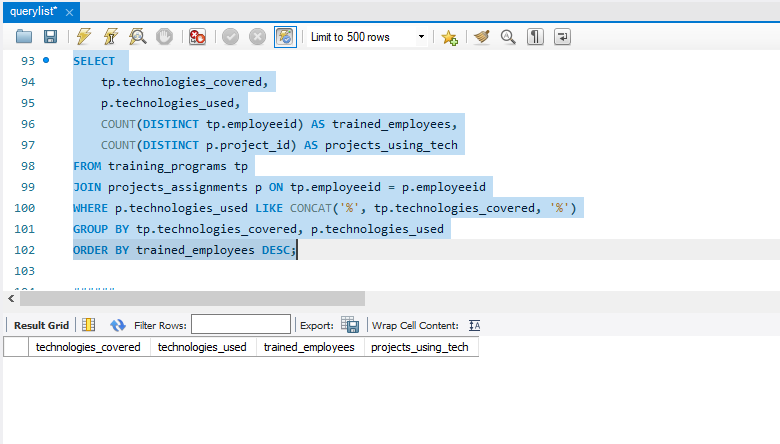 querylist*
Limit to 500 rows
93 SELECT
94 tp.technologies_covered,
95 p.technologies_used,
96 COUNT(DISTINCT tp.employeeid) AS trained_employees,
97 COUNT(DISTINCT p.project_id) AS projects_using_tech
98 FROM training_programs tp
99 JOIN projects_assignments p ON tp.employeeid = p.employeeid
100 WHERE p.technologies_used LIKE CONCAT('%', tp.technologies_covered, '%')
101 GROUP BY tp.technologies_covered, p.technologies_used
102 ORDER BY trained_employees DESC;
103
Result Grid Filter Rows: Export: Wrap Cell Content: IA
technologies_covered technologies_used trained_employees projects_using_tech